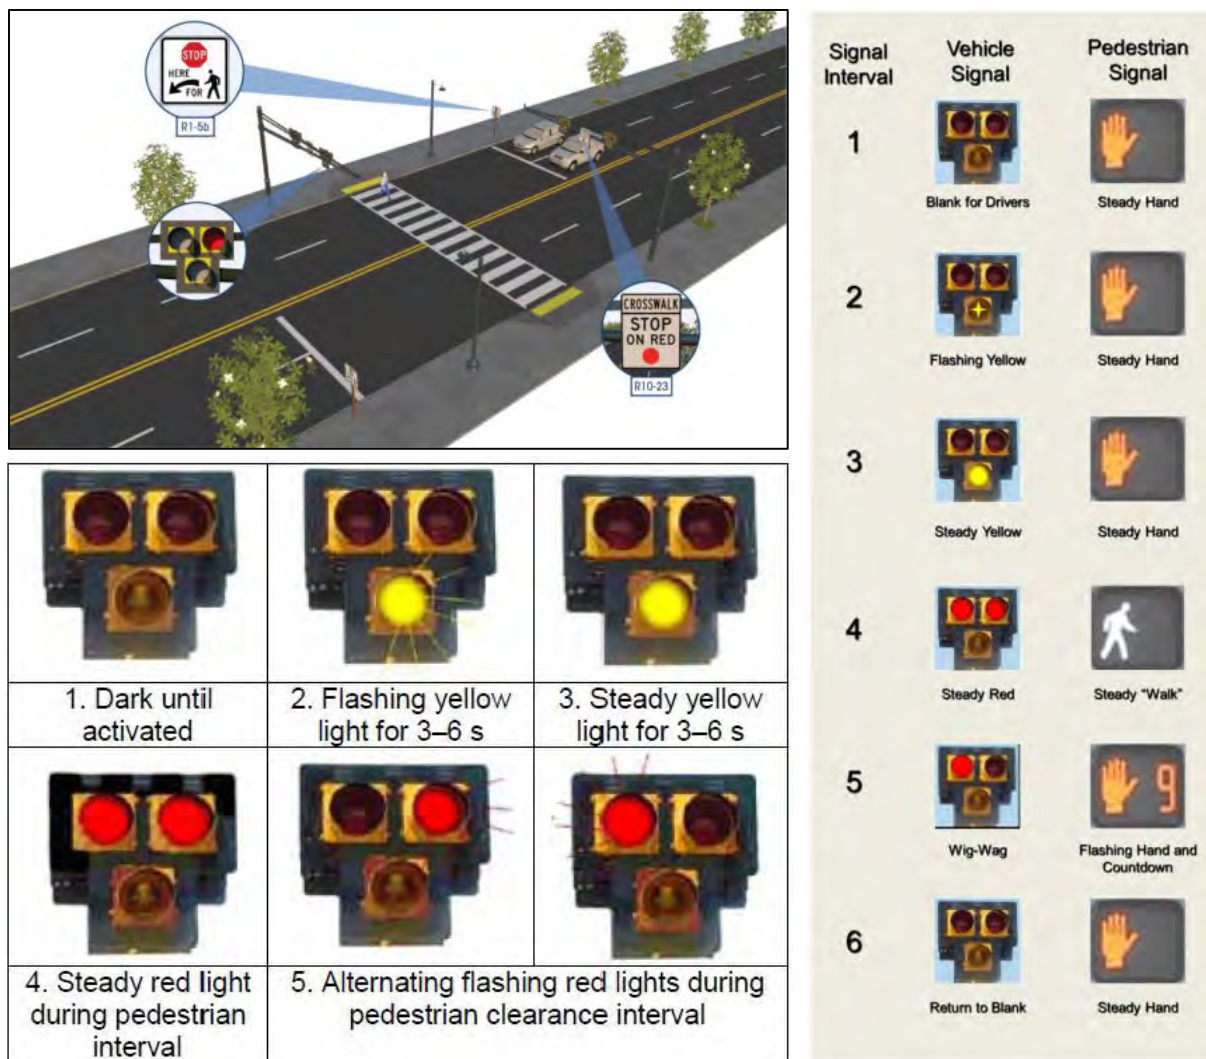 STOP
HERE
FOR
R1-5b
CROSSWALK
STOP
ON RED
R10-23
1. Dark until
activated
2. Flashing yellow
light for 3–6 s
3. Steady yellow
light for 3–6 s
4. Steady red light
during pedestrian
interval
5. Alternating flashing red lights during
pedestrian clearance interval
Signal
Interval
Vehicle
Signal
Pedestrian
Signal
1
Blank for Drivers
Steady Hand
2
Flashing Yellow
Steady Hand
3
Steady Yellow
Steady Hand
4
Steady Red
Steady “Walk”
5
9
Wig-Wag
Flashing Hand and
Countdown
6
Return to Blank
Steady Hand